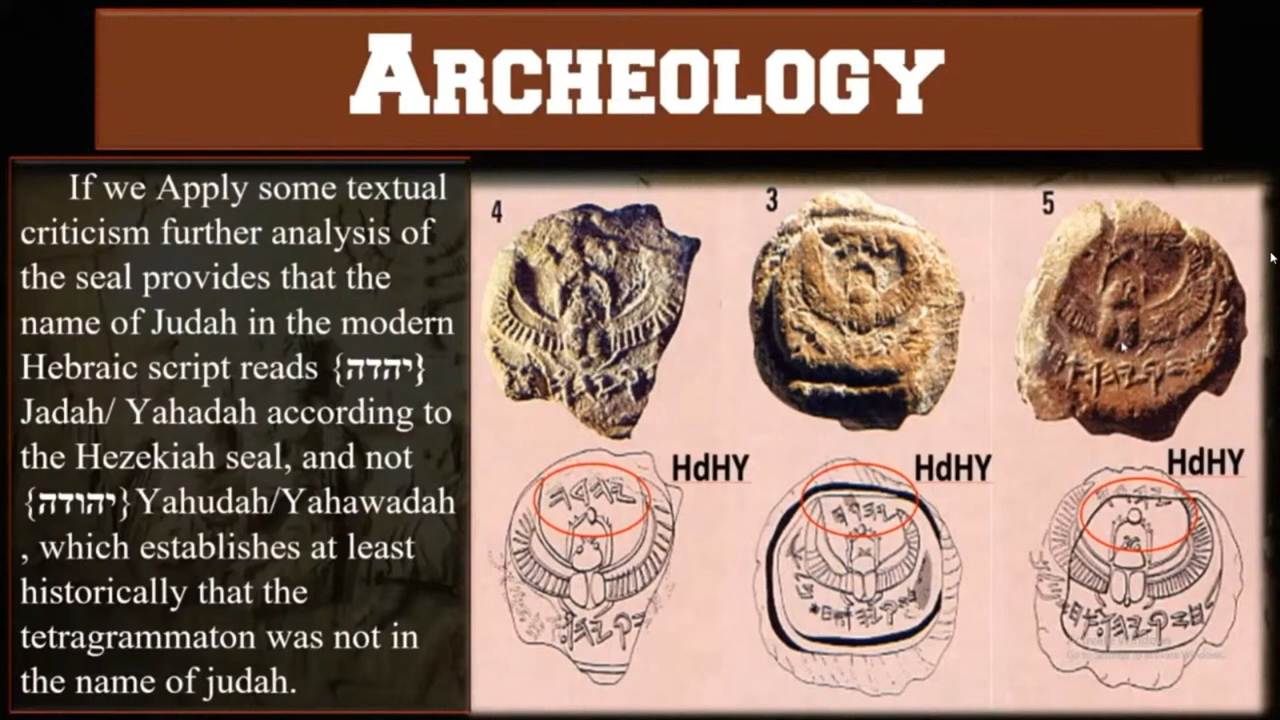 ARCHEOLOGY
If we Apply some textual
criticism further analysis of
the seal provides that the
name of Judah in the modern
Hebraic script reads {יהדה}
Jadah/ Yahadah according to
the Hezekiah seal, and not
{יהודה}Yahudah/Yahawadah
, which establishes at least
historically that the
tetragrammaton was not in
the name of judah.
4
3
5
HdHY
HdHY
HdHY